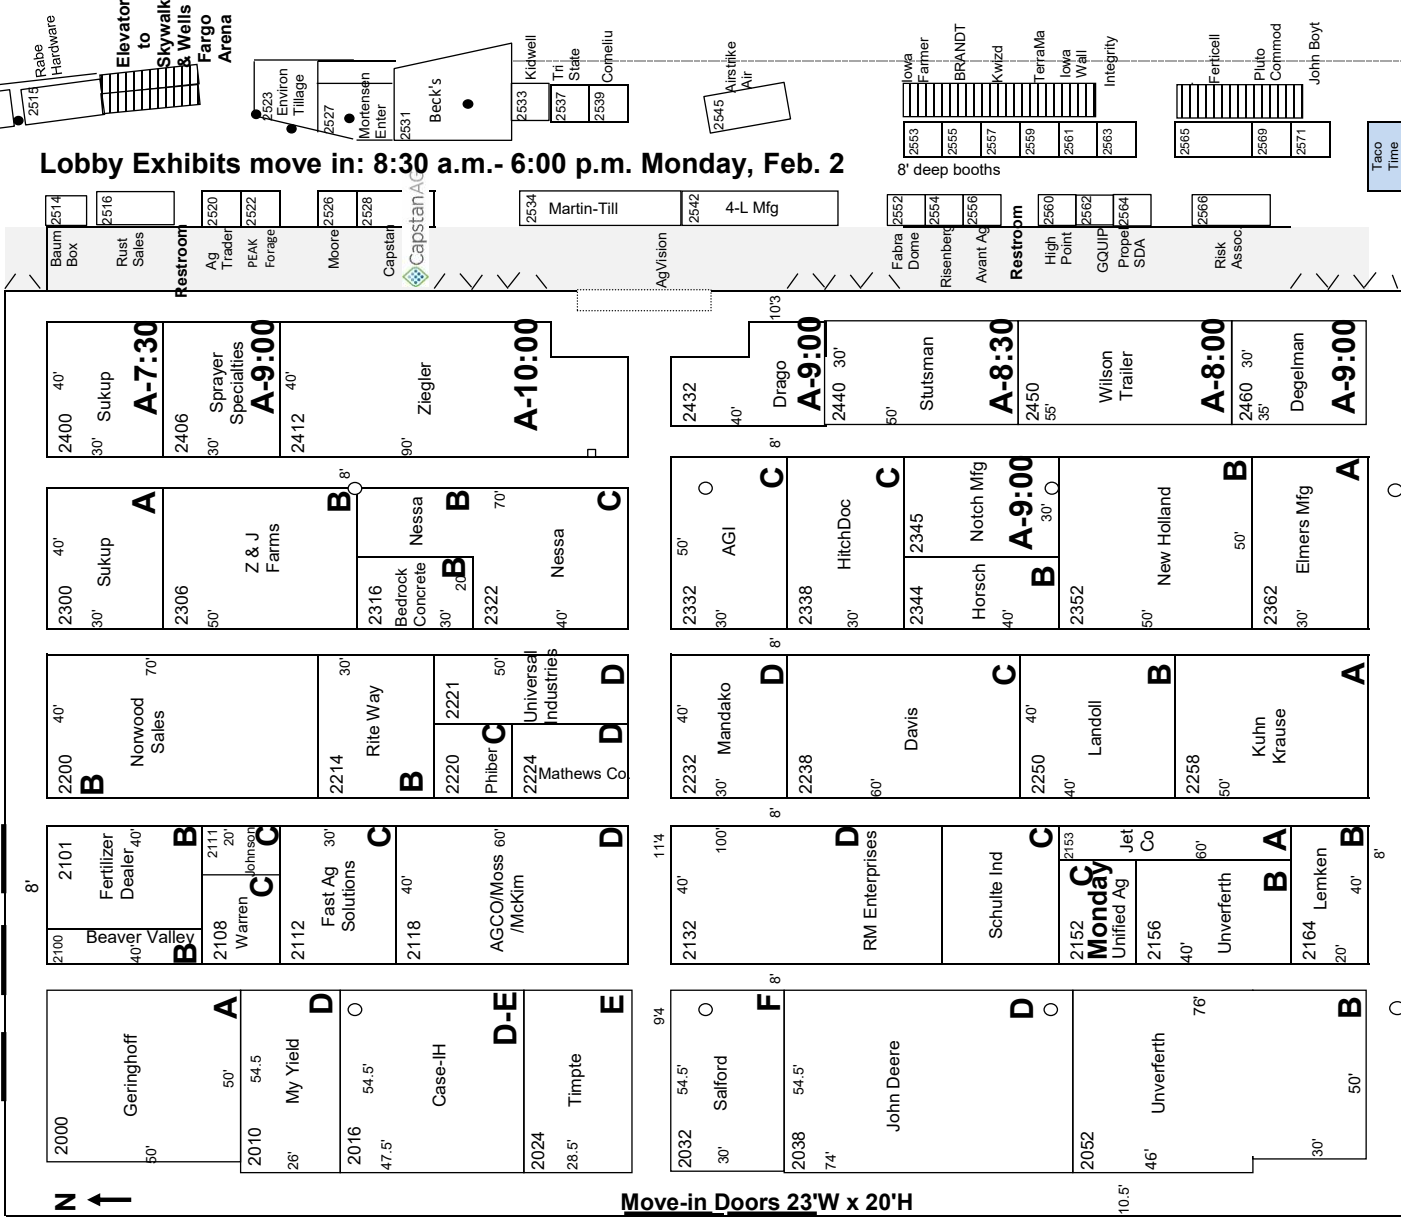 Rabe
Hardware
Elevator
to
Skywalk
& Wells
Fargo
Arena
Kidwell
Tri
State
Corneliu
Airstrike
Air
Iowa
Farmer
BRANDT
Kwizd
TerraMa
Iowa
Wall
Integrity
Ferticell
Pluto
Commod
John Boyt
2515
2523
Environ
Tillage
2527
Mortensen
Enter
2531
Beck's
2533
2537
2539
2545
2553
2555
2557
2559
2561
2563
2565
2569
2571
Taco
Time
Lobby Exhibits move in: 8:30 a.m.- 6:00 p.m. Monday, Feb. 2
8' deep booths
2514
2516
2520
2522
2526
2528
2534
Martin-Till
2542
4-L Mfg
2552
2554
2556
2560
2562
2564
2566
Baum
Box
Rust
Sales
Restroom
Ag
Trader
PEAK
Forage
Moore
Capstan
CapstanAG
AgVision
Fabra
Dome
Risenberg
Avant Ag
Restroom
High
Point
GQUIP
Propel
SDA
Risk
Assoc.
10'3
2400
30'
40'
Sukup
A-7:30
2406
30'
Sprayer
Specialties
A-9:00
2412
40'
Ziegler
90'
A-10:00
2432
40'
Drago
A-9:00
2440
30'
50'
Stutsman
A-8:30
2450
55'
Wilson
Trailer
A-8:00
2460
30'
35'
Degelman
A-9:00
8'
8'
2300
30'
40'
Sukup
A
2306
50'
Z & J
Farms
B
Nessa
B
2316
Bedrock
Concrete
30'
20'
B
2322
70'
Nessa
40'
C
2332
30'
50'
AGI
C
2338
HitchDoc
30'
C
2345
Notch Mfg
A-9:00
30'
2344
Horsch
40'
B
2352
New Holland
50'
50'
B
2362
30'
Elmers Mfg
A
8'
2200
40'
B
Norwood
Sales
70'
2214
30'
Rite Way
B
2221
50'
Universal
Industries
D
2220
Phiber
C
2224
Mathews Co.
D
2232
40'
30'
Mandako
D
2238
60'
Davis
C
2250
40'
40'
Landoll
B
2258
50'
Kuhn
Krause
A
8'
8'
2101
Fertilizer
Dealer
40'
B
2100
Beaver Valley
40'
B
2111
20'
Johnson
C
2108
Warren
C
2112
30'
Fast Ag
Solutions
C
2118
40'
AGCO/Moss
/McKim
60'
D
11'4
2132
40'
100'
RM Enterprises
D
Schulte Ind
C
2153
Jet
Co
60'
A
2152
Monday
C
Unified Ag
2156
40'
Unverferth
B
2164
20'
Lemken
40'
B
8'
8'
2000
50'
Geringhoff
50'
A
2010
54.5
26'
My Yield
D
2016
54.5'
47.5'
Case-IH
D-E
2024
28.5'
Timpte
E
9'4
2032
54.5'
30'
Salford
F
2038
54.5'
74'
John Deere
D
2052
46'
Unverferth
76'
30'
50'
B
N
Move-in Doors 23'W x 20'H
10.5'